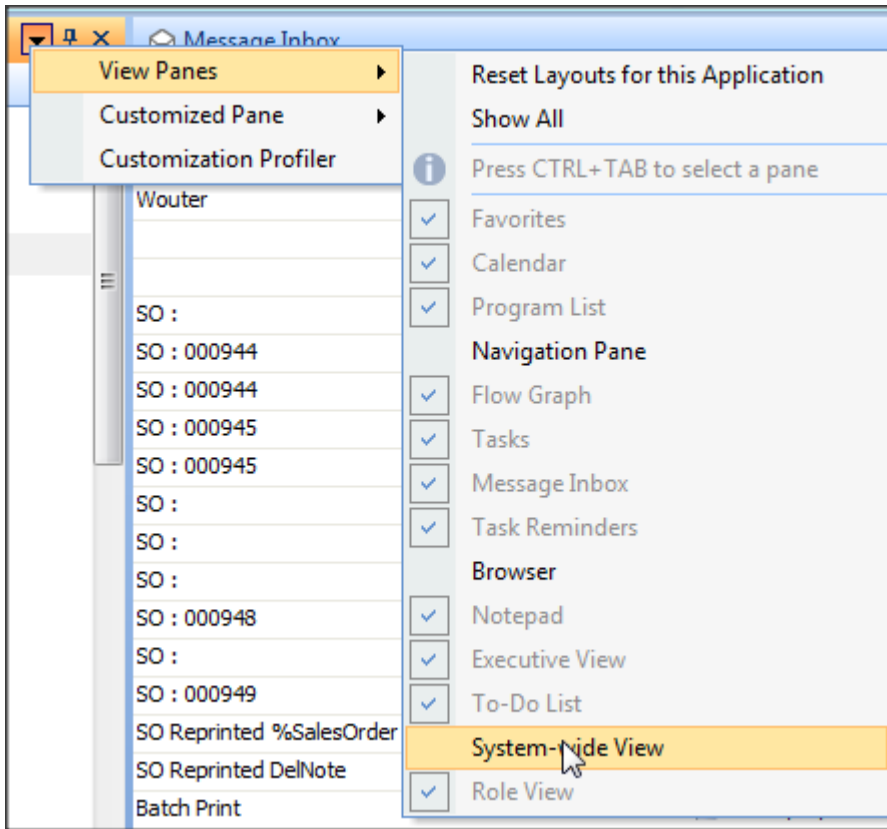 Message Inbox
View Panes
Customized Pane
Customization Profiler
Reset Layouts for this Application
Show All
Press CTRL+TAB to select a pane
Favorites
Calendar
Program List
Navigation Pane
Flow Graph
Tasks
Message Inbox
Task Reminders
Browser
Notepad
Executive View
To-Do List
System-wide View
Role View
Wouter
SO :
SO : 000944
SO : 000944
SO : 000945
SO : 000945
SO :
SO :
SO :
SO : 000948
SO :
SO : 000949
SO Reprinted %SalesOrder
SO Reprinted DelNote
Batch Print